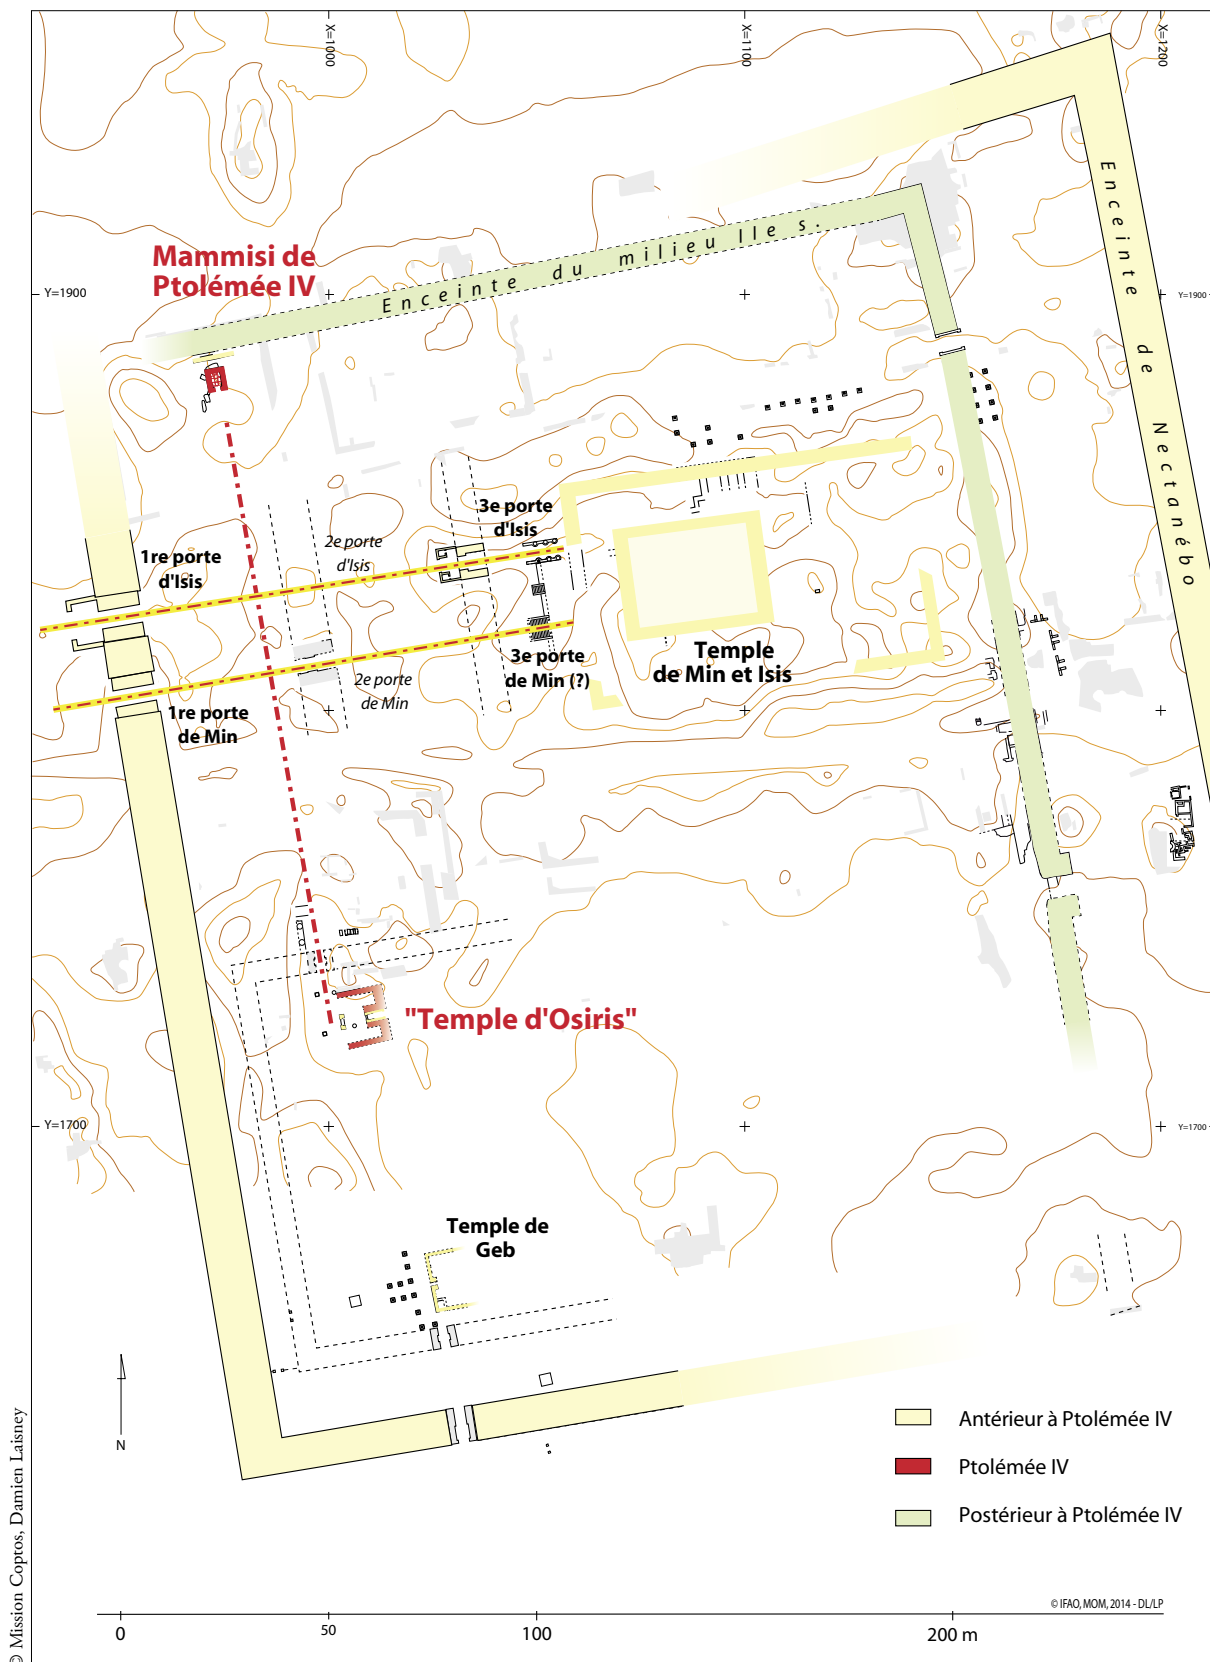 X=1000
X=1100
X=1200
Enceinte de Nectanébo
Mammisi de
Ptolémée IV
Enceinte du milieu IIe s.
Y=1900
Y=1900
3e porte
d'Isis
2e porte
d'Isis
1re porte
d'Isis
Temple
de Min et Isis
3e porte
de Min (?)
2e porte
de Min
1re porte
de Min
"Temple d'Osiris"
Y=1700
Y=1700
Temple de
Geb
N
Antérieur à Ptolémée IV
Ptolémée IV
Postérieur à Ptolémée IV
© IFAO, MOM, 2014 - DL/LP
0
50
100
200 m
© Mission Coptos, Damien Laisney